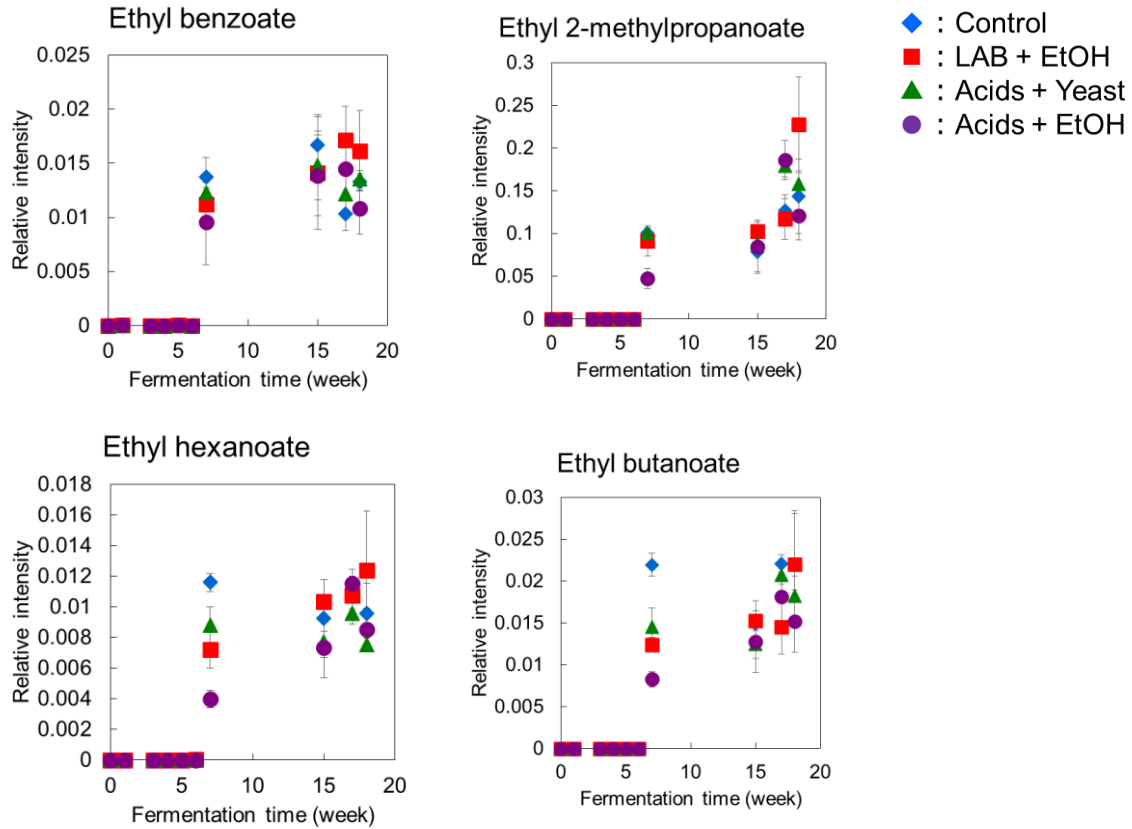 Ethyl benzoate
0.025
0.02
0.015
0.01
0.005
0
Relative intensity
0 5 10 15 20
Fermentation time (week)
Ethyl 2-methylpropanoate
0.3
0.25
0.2
0.15
0.1
0.05
0
Relative intensity
0 5 10 15 20
Fermentation time (week)
: Control
: LAB + EtOH
: Acids + Yeast
: Acids + EtOH
Ethyl hexanoate
0.018
0.016
0.014
0.012
0.01
0.008
0.006
0.004
0.002
0
Relative intensity
0 5 10 15 20
Fermentation time (week)
Ethyl butanoate
0.03
0.025
0.02
0.015
0.01
0.005
0
Relative intensity
0 5 10 15 20
Fermentation time (week)